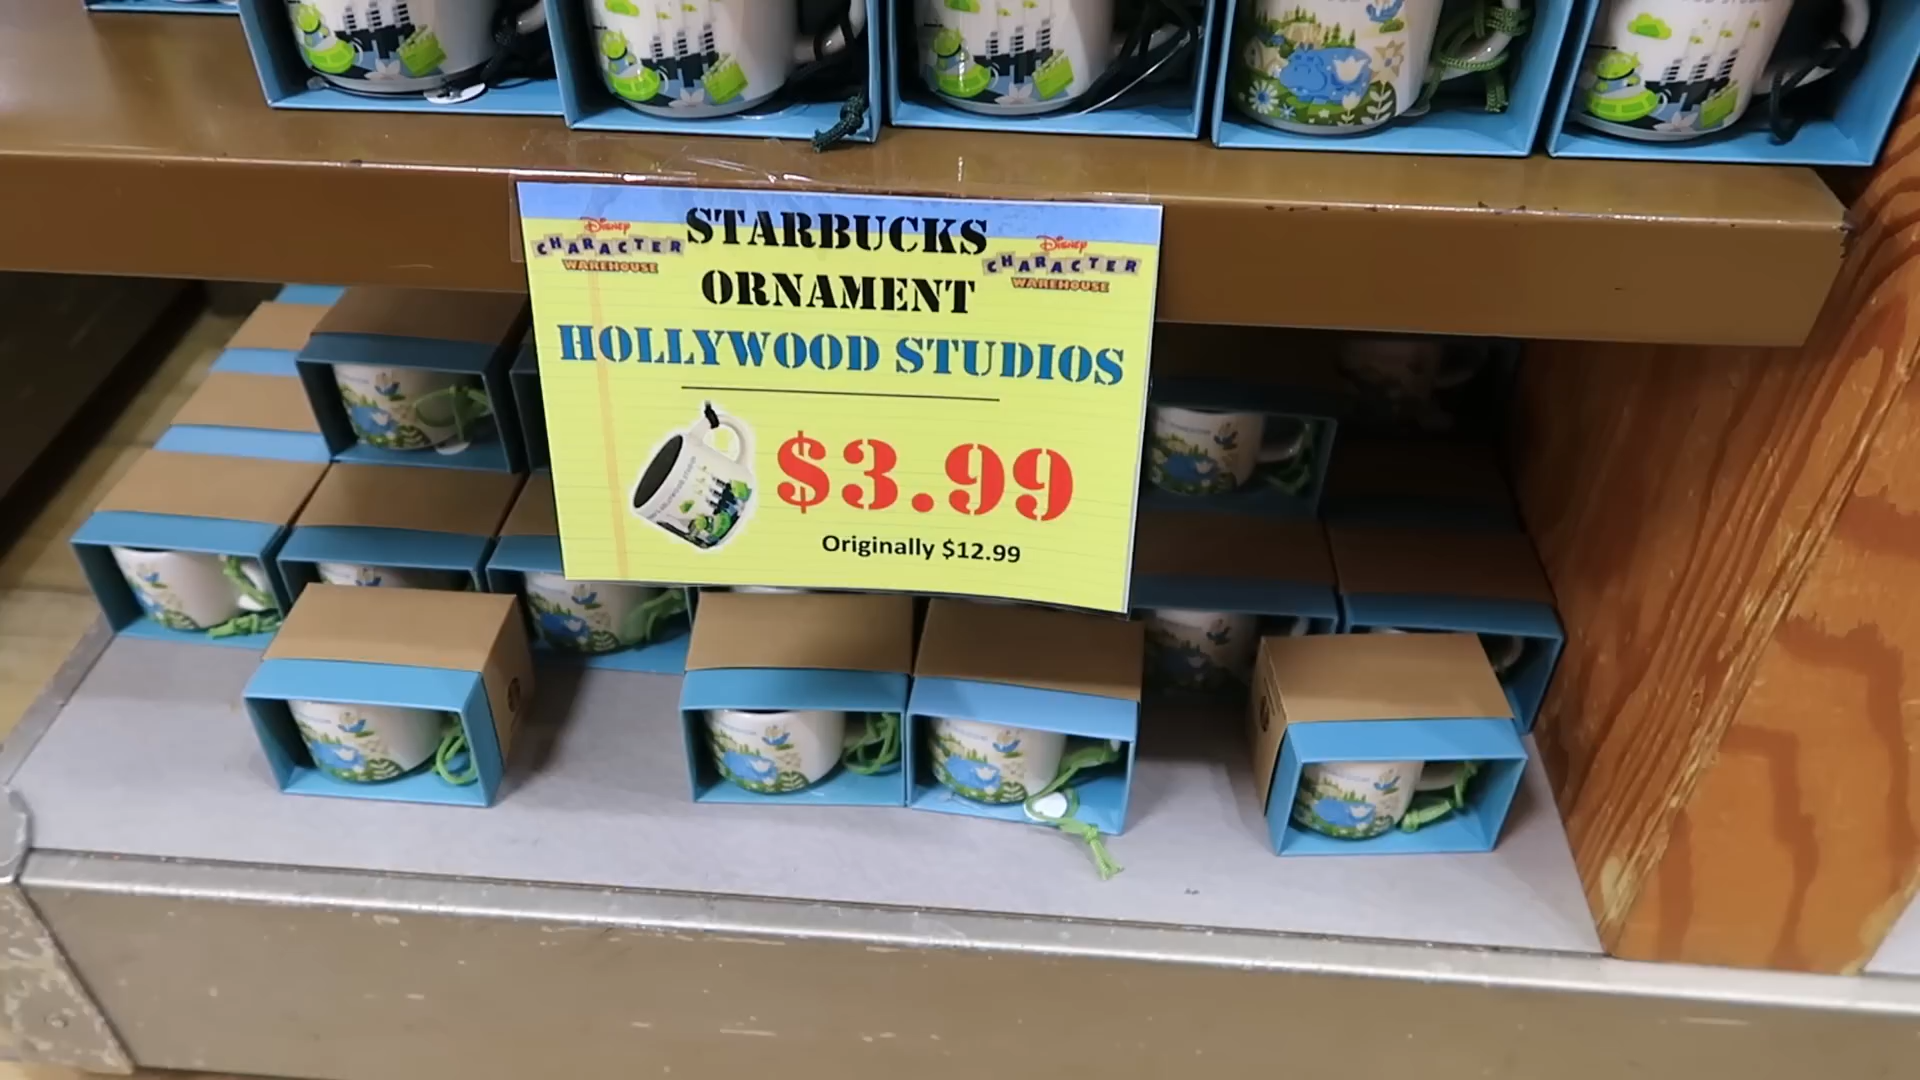 STARBUCKS
Disney
CHARACTER
WAREHOUSE
Disney
CHARACTER
WAREHOUSE
ORNAMENT
HOLLYWOOD STUDIOS
$3.99
Originally $12.99